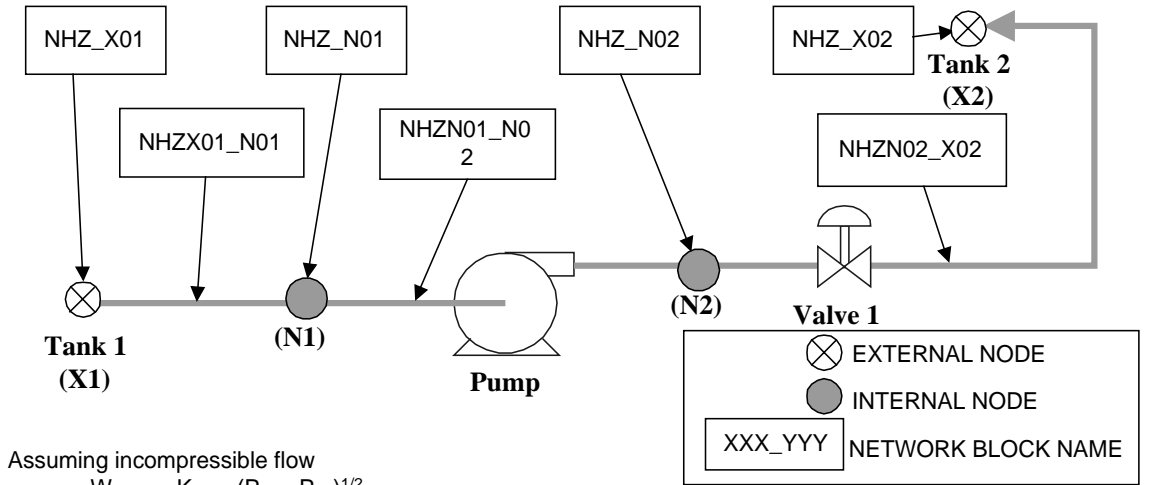 NHZ_X01
NHZ_N01
NHZ_N02
NHZ_X02
Tank 2
(X2)
NHZX01_N01
NHZN01_N0
2
NHZN02_X02
Tank 1
(X1)
(N1)
Pump
(N2)
Valve 1
EXTERNAL NODE
INTERNAL NODE
XXX_YYY
NETWORK BLOCK NAME
Assuming incompressible flow